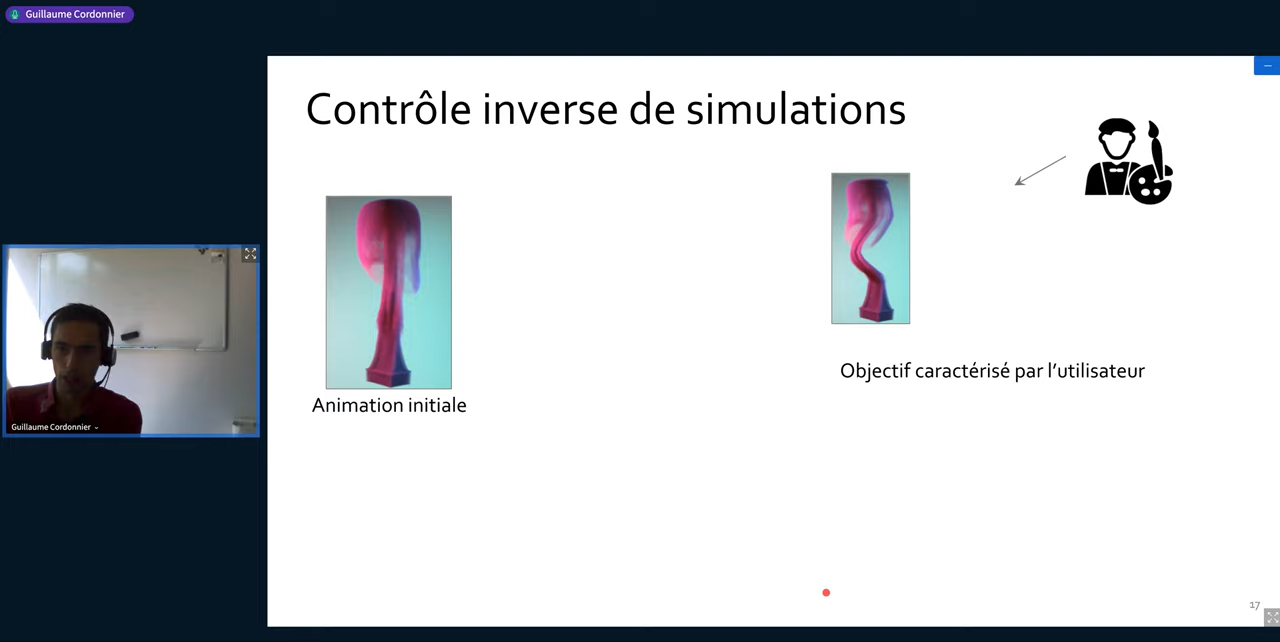 Guillaume Cordonnier
Contrôle inverse de simulations
Animation initiale
Objectif caractérisé par l'utilisateur
Guillaume Cordonnier
17